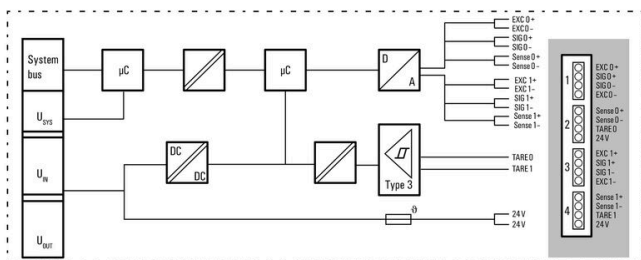 System
bus
U SYS
U IN
U OUT
µC
µC
D
A
DC
DC
Type 3
ϑ
EXC 0+
EXC 0–
SIG 0+
SIG 0–
Sense 0+
Sense 0–
EXC 1+
EXC 1–
SIG 1+
SIG 1–
Sense 1+
Sense 1–
TARE 0
TARE 1
24 V
24 V
1
EXC 0+
SIG 0+
SIG 0–
EXC 0–
2
Sense 0+
Sense 0–
TARE 0
24 V
3
EXC 1+
SIG 1+
SIG 1–
EXC 1–
4
Sense 1+
Sense 1–
TARE 1
24 V